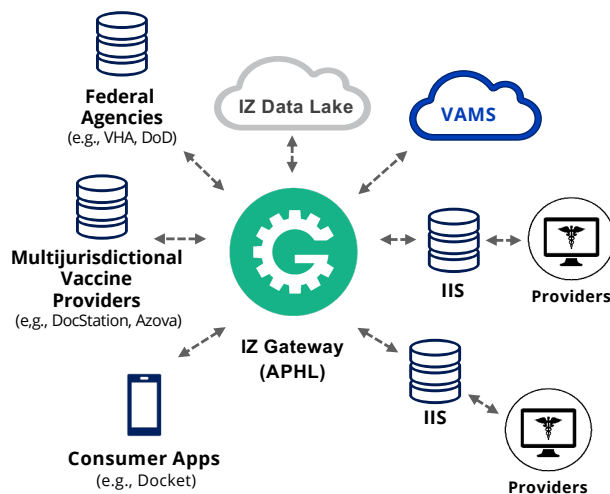 Federal
Agencies
(e.g., VHA, DoD)
IZ Data Lake
VAMS
Multijurisdictional
Vaccine
Providers
(e,g., DocStation, Azova)
IZ Gateway
(APHL)
IIS
Providers
IIS
Providers
Consumer Apps
(e.g., Docket)